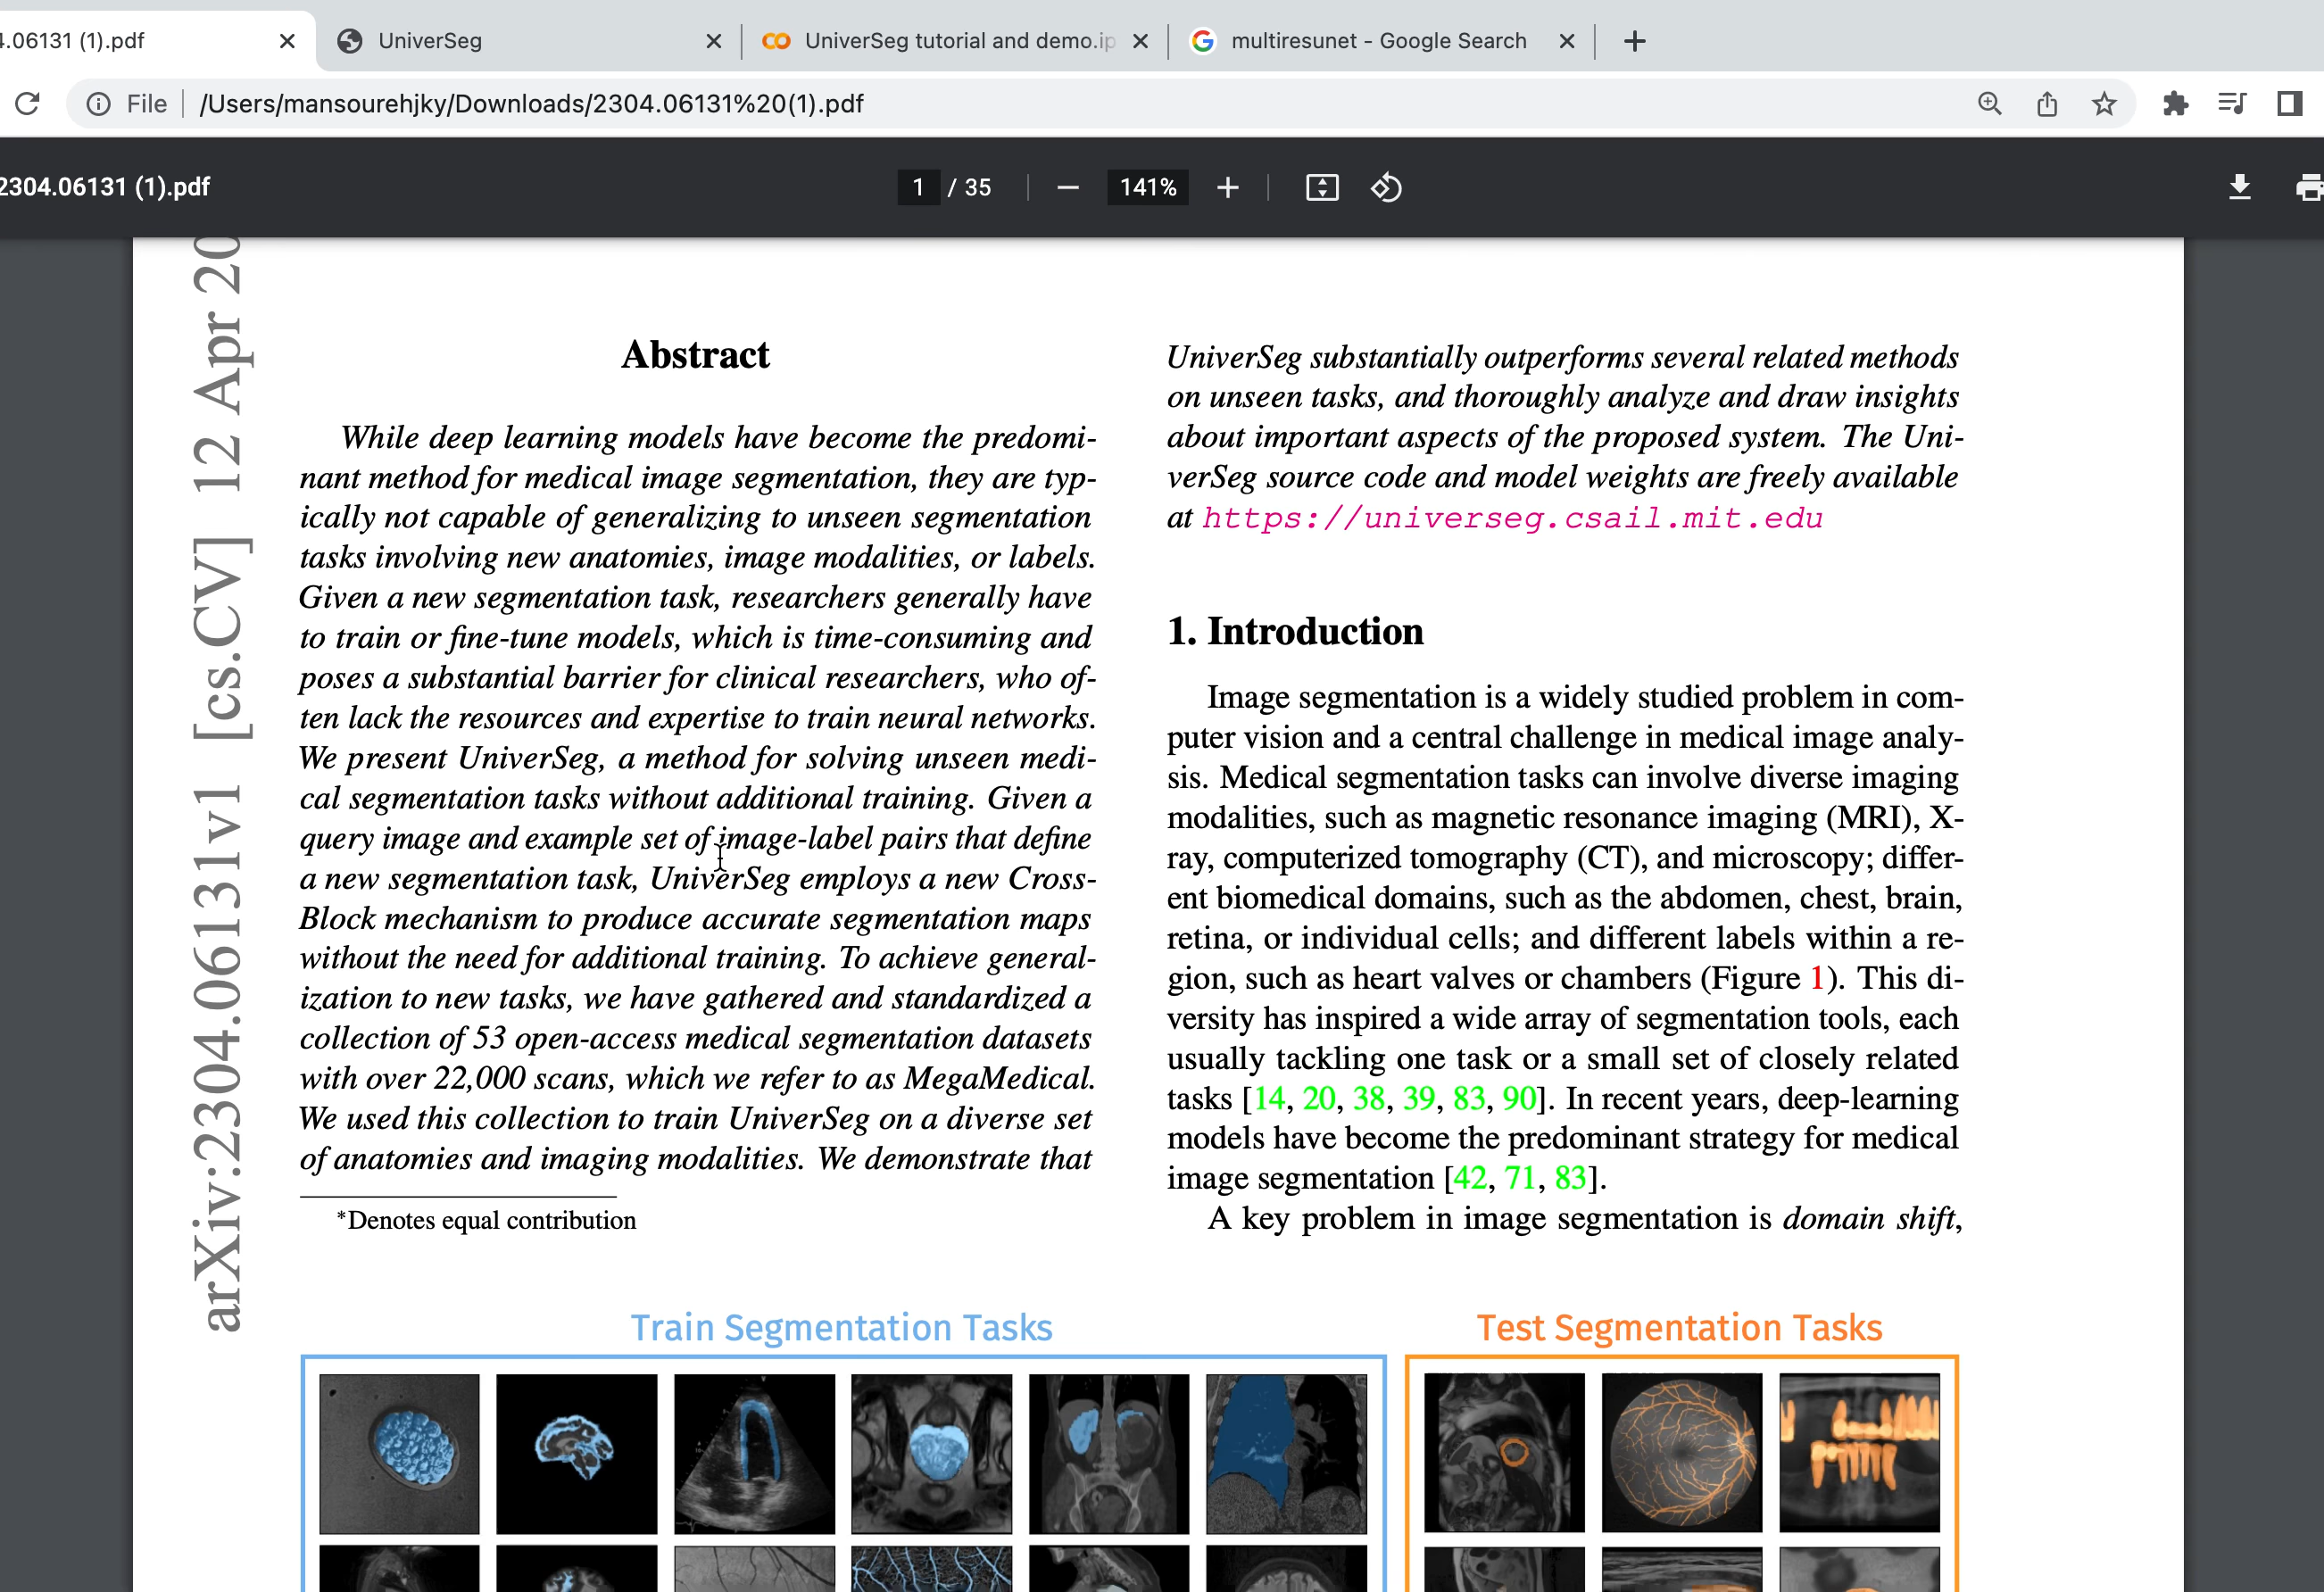 4.06131 (1).pdf
UniverSeg
UniverSeg tutorial and demo.ip
multiresunet - Google Search
File
/Users/mansourehjky/Downloads/2304.06131%20(1).pdf
2304.06131 (1).pdf
1 / 35
141%
arXiv:2304.06131v1 [cs.CV] 12 Apr 20
Abstract
While deep learning models have become the predomi-
nant method for medical image segmentation, they are typ-
ically not capable of generalizing to unseen segmentation
tasks involving new anatomies, image modalities, or labels.
Given a new segmentation task, researchers generally have
to train or fine-tune models, which is time-consuming and
poses a substantial barrier for clinical researchers, who of-
ten lack the resources and expertise to train neural networks.
We present UniverSeg, a method for solving unseen medi-
cal segmentation tasks without additional training. Given a
query image and example set of image-label pairs that define
a new segmentation task, UniverSeg employs a new Cross-
Block mechanism to produce accurate segmentation maps
without the need for additional training. To achieve general-
ization to new tasks, we have gathered and standardized a
collection of 53 open-access medical segmentation datasets
with over 22,000 scans, which we refer to as MegaMedical.
We used this collection to train UniverSeg on a diverse set
of anatomies and imaging modalities. We demonstrate that
*Denotes equal contribution
UniverSeg substantially outperforms several related methods
on unseen tasks, and thoroughly analyze and draw insights
about important aspects of the proposed system. The Uni-
verSeg source code and model weights are freely available
at https://universeg.csail.mit.edu
1. Introduction
Image segmentation is a widely studied problem in com-
puter vision and a central challenge in medical image analy-
sis. Medical segmentation tasks can involve diverse imaging
modalities, such as magnetic resonance imaging (MRI), X-
ray, computerized tomography (CT), and microscopy; differ-
ent biomedical domains, such as the abdomen, chest, brain,
retina, or individual cells; and different labels within a re-
gion, such as heart valves or chambers (Figure 1). This di-
versity has inspired a wide array of segmentation tools, each
usually tackling one task or a small set of closely related
tasks [14, 20, 38, 39, 83, 90]. In recent years, deep-learning
models have become the predominant strategy for medical
image segmentation [42, 71, 83].
A key problem in image segmentation is domain shift,
Train Segmentation Tasks
Test Segmentation Tasks